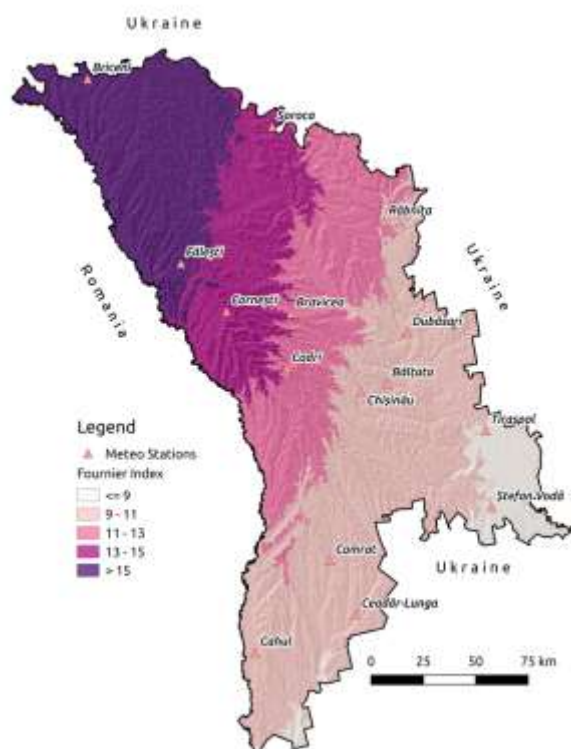 Ukraine
Briceni
Soroca
Râbnița
Fălești
Ukraine
Romania
Cornești
Bravicea
Dubăsari
Codri
Bălțata
Chișinău
Tiraspol
Legend
Meteo Stations
Fournier Index
<= 9
9 - 11
11 - 13
13 - 15
> 15
Ștefan-Vodă
Comrat
Ukraine
Ceadâr-Lunga
Cahul
0 25 50 75 km